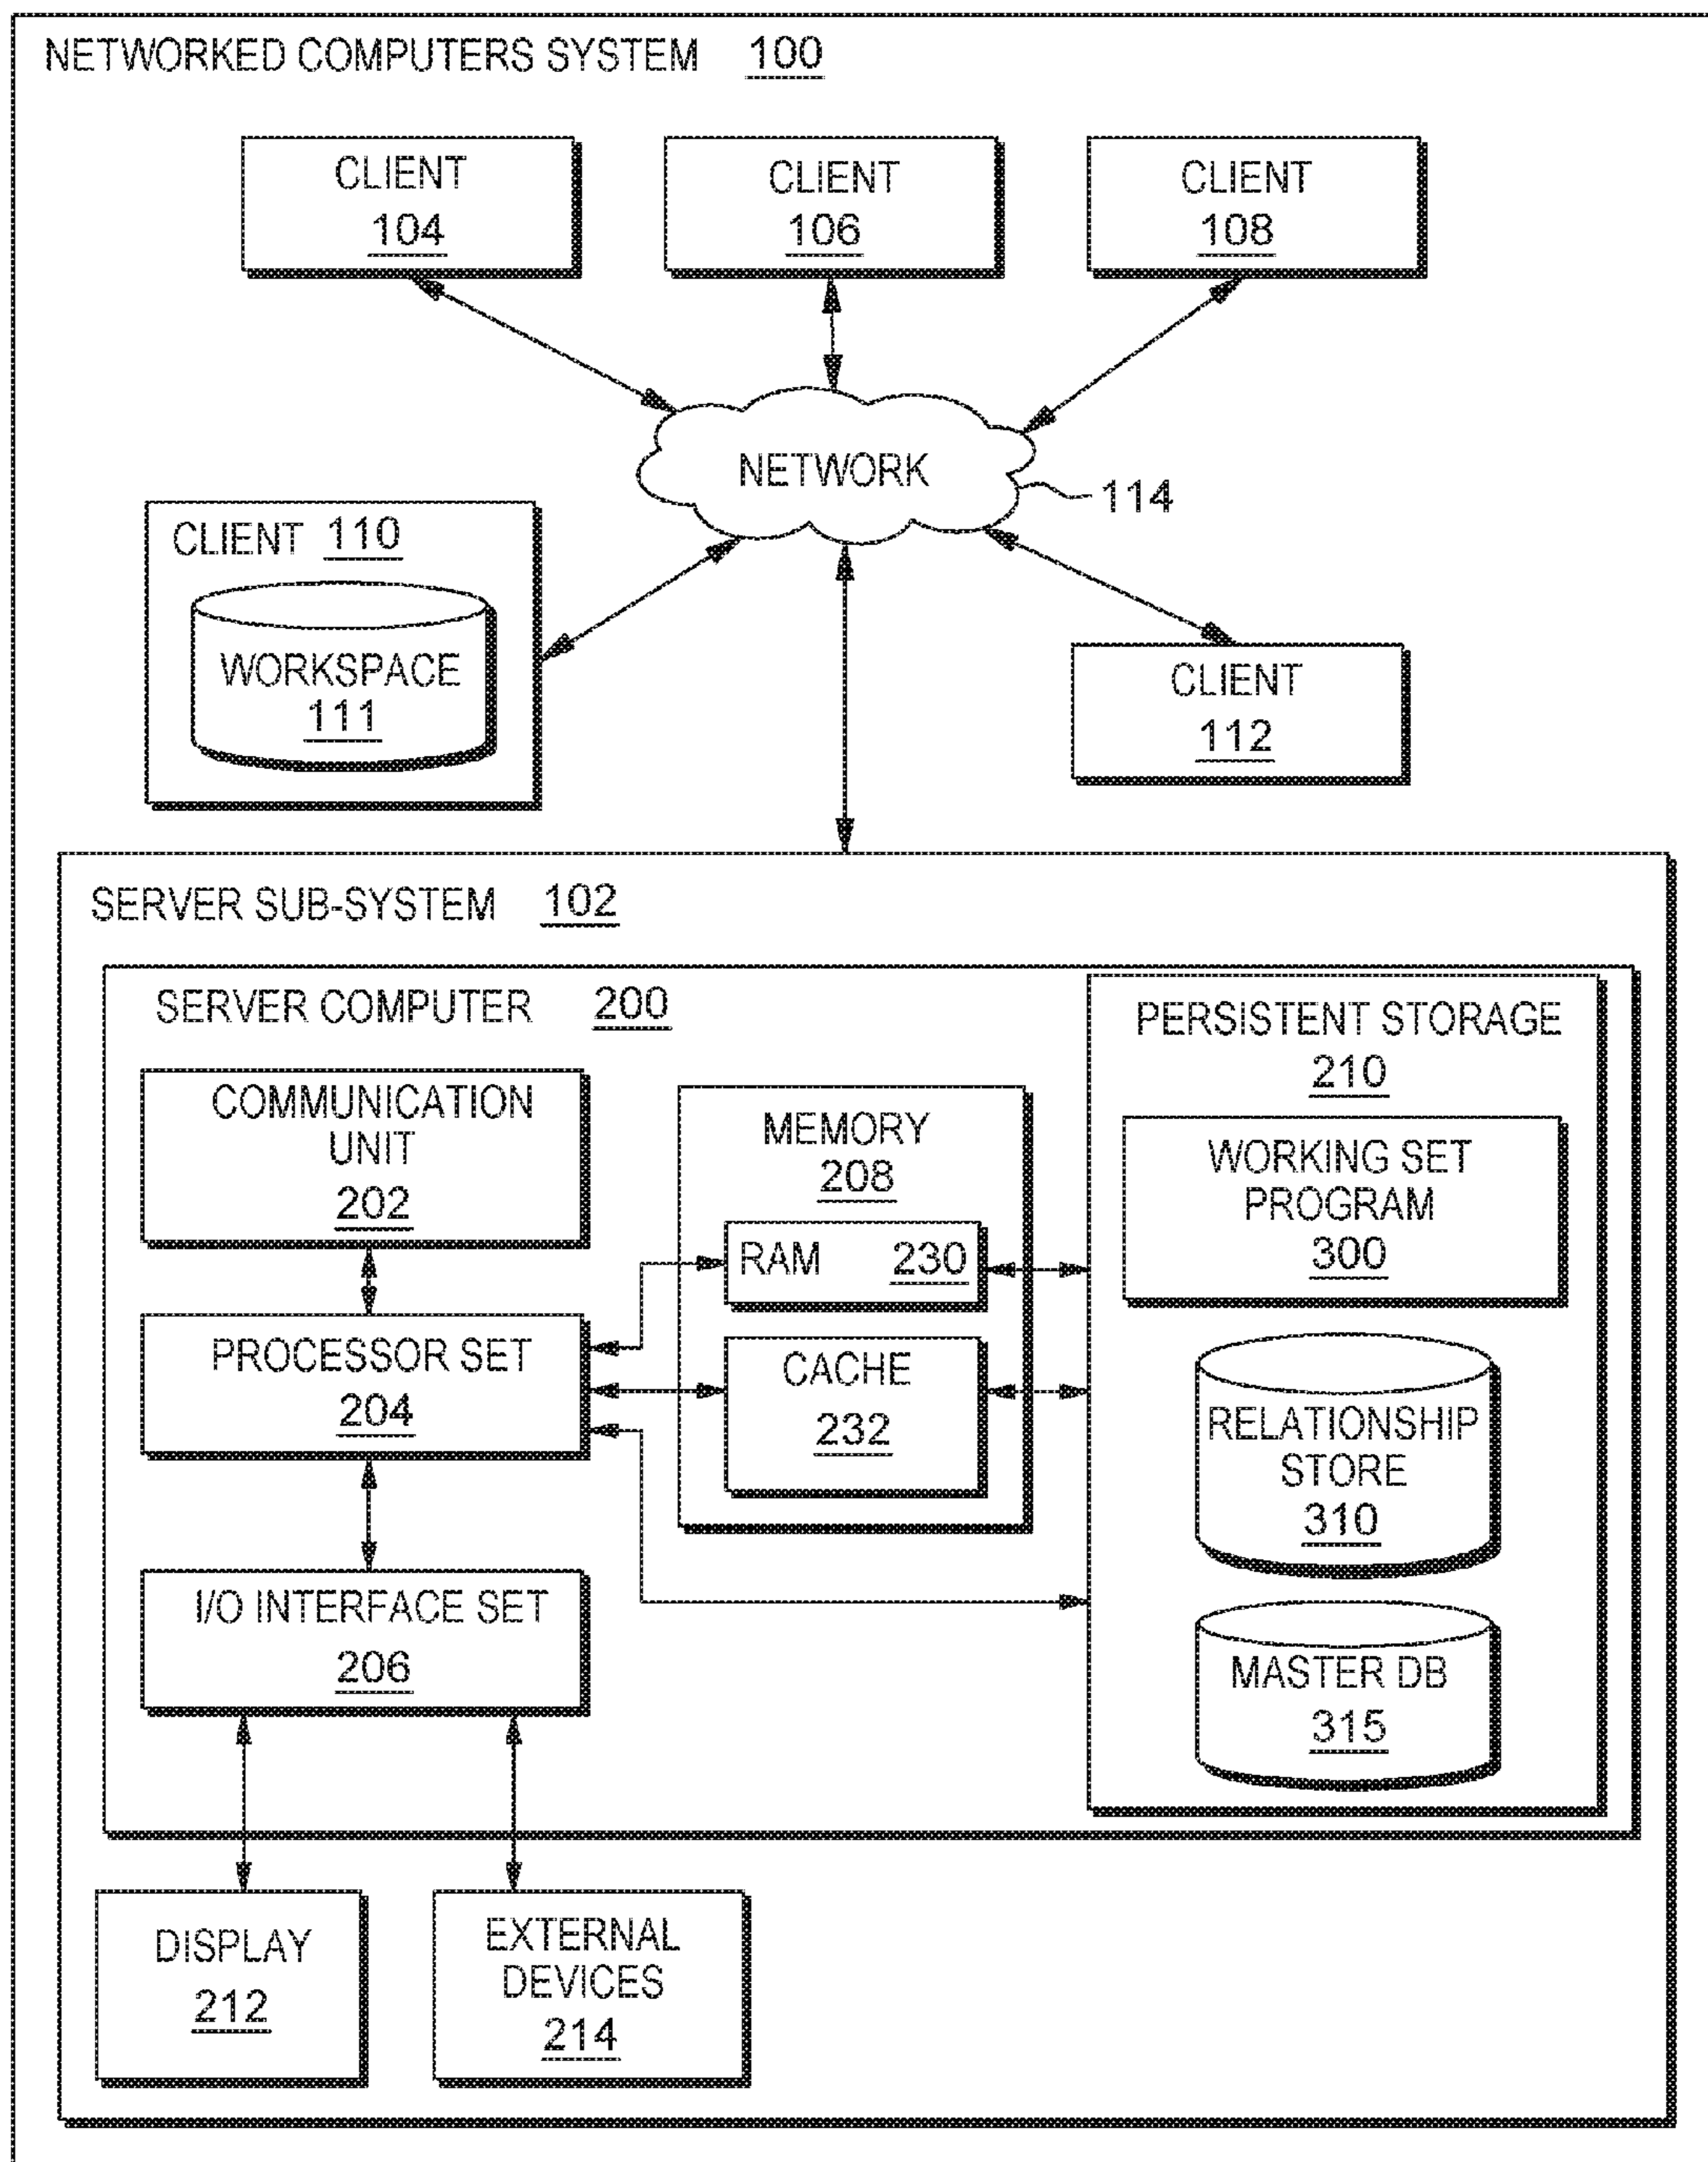 NETWORKED COMPUTERS SYSTEM 100
CLIENT
104
CLIENT
106
CLIENT
108
NETWORK
114
CLIENT 110
WORKSPACE
111
CLIENT
112
SERVER SUB-SYSTEM 102
SERVER COMPUTER 200
COMMUNICATION
UNIT
202
PROCESSOR SET
204
I/O INTERFACE SET
206
MEMORY
208
RAM 230
CACHE
232
PERSISTENT STORAGE
210
WORKING SET
PROGRAM
300
RELATIONSHIP
STORE
310
MASTER DB
315
DISPLAY
212
EXTERNAL
DEVICES
214